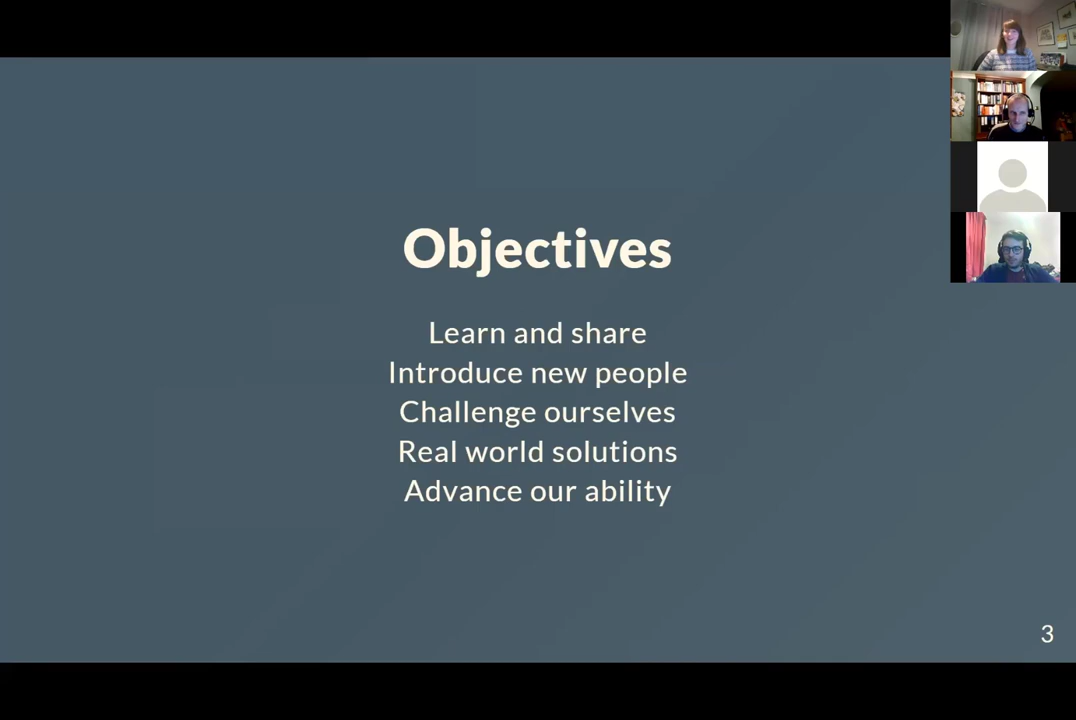 Objectives
Learn and share
Introduce new people
Challenge ourselves
Real world solutions
Advance our ability
3